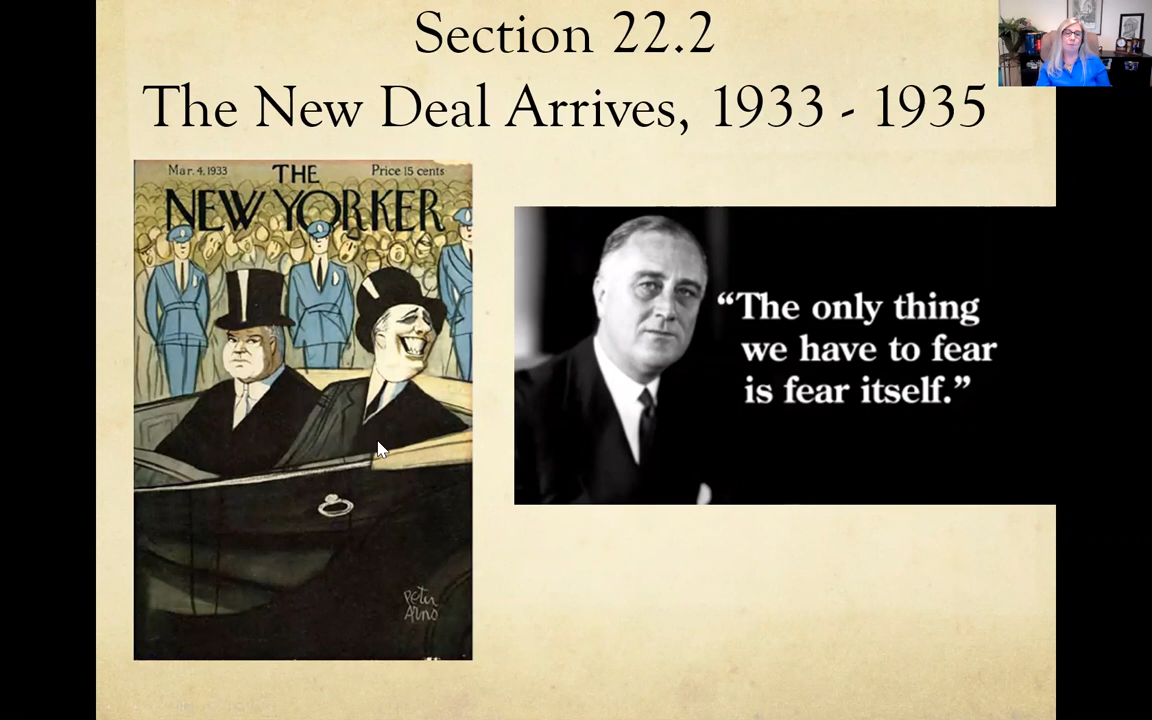 Section 22.2
The New Deal Arrives, 1933 - 1935
Mar. 4, 1933
THE
Price 15 cents
NEW YORKER
“The only thing
we have to fear
is fear itself.”
Peter
Arno